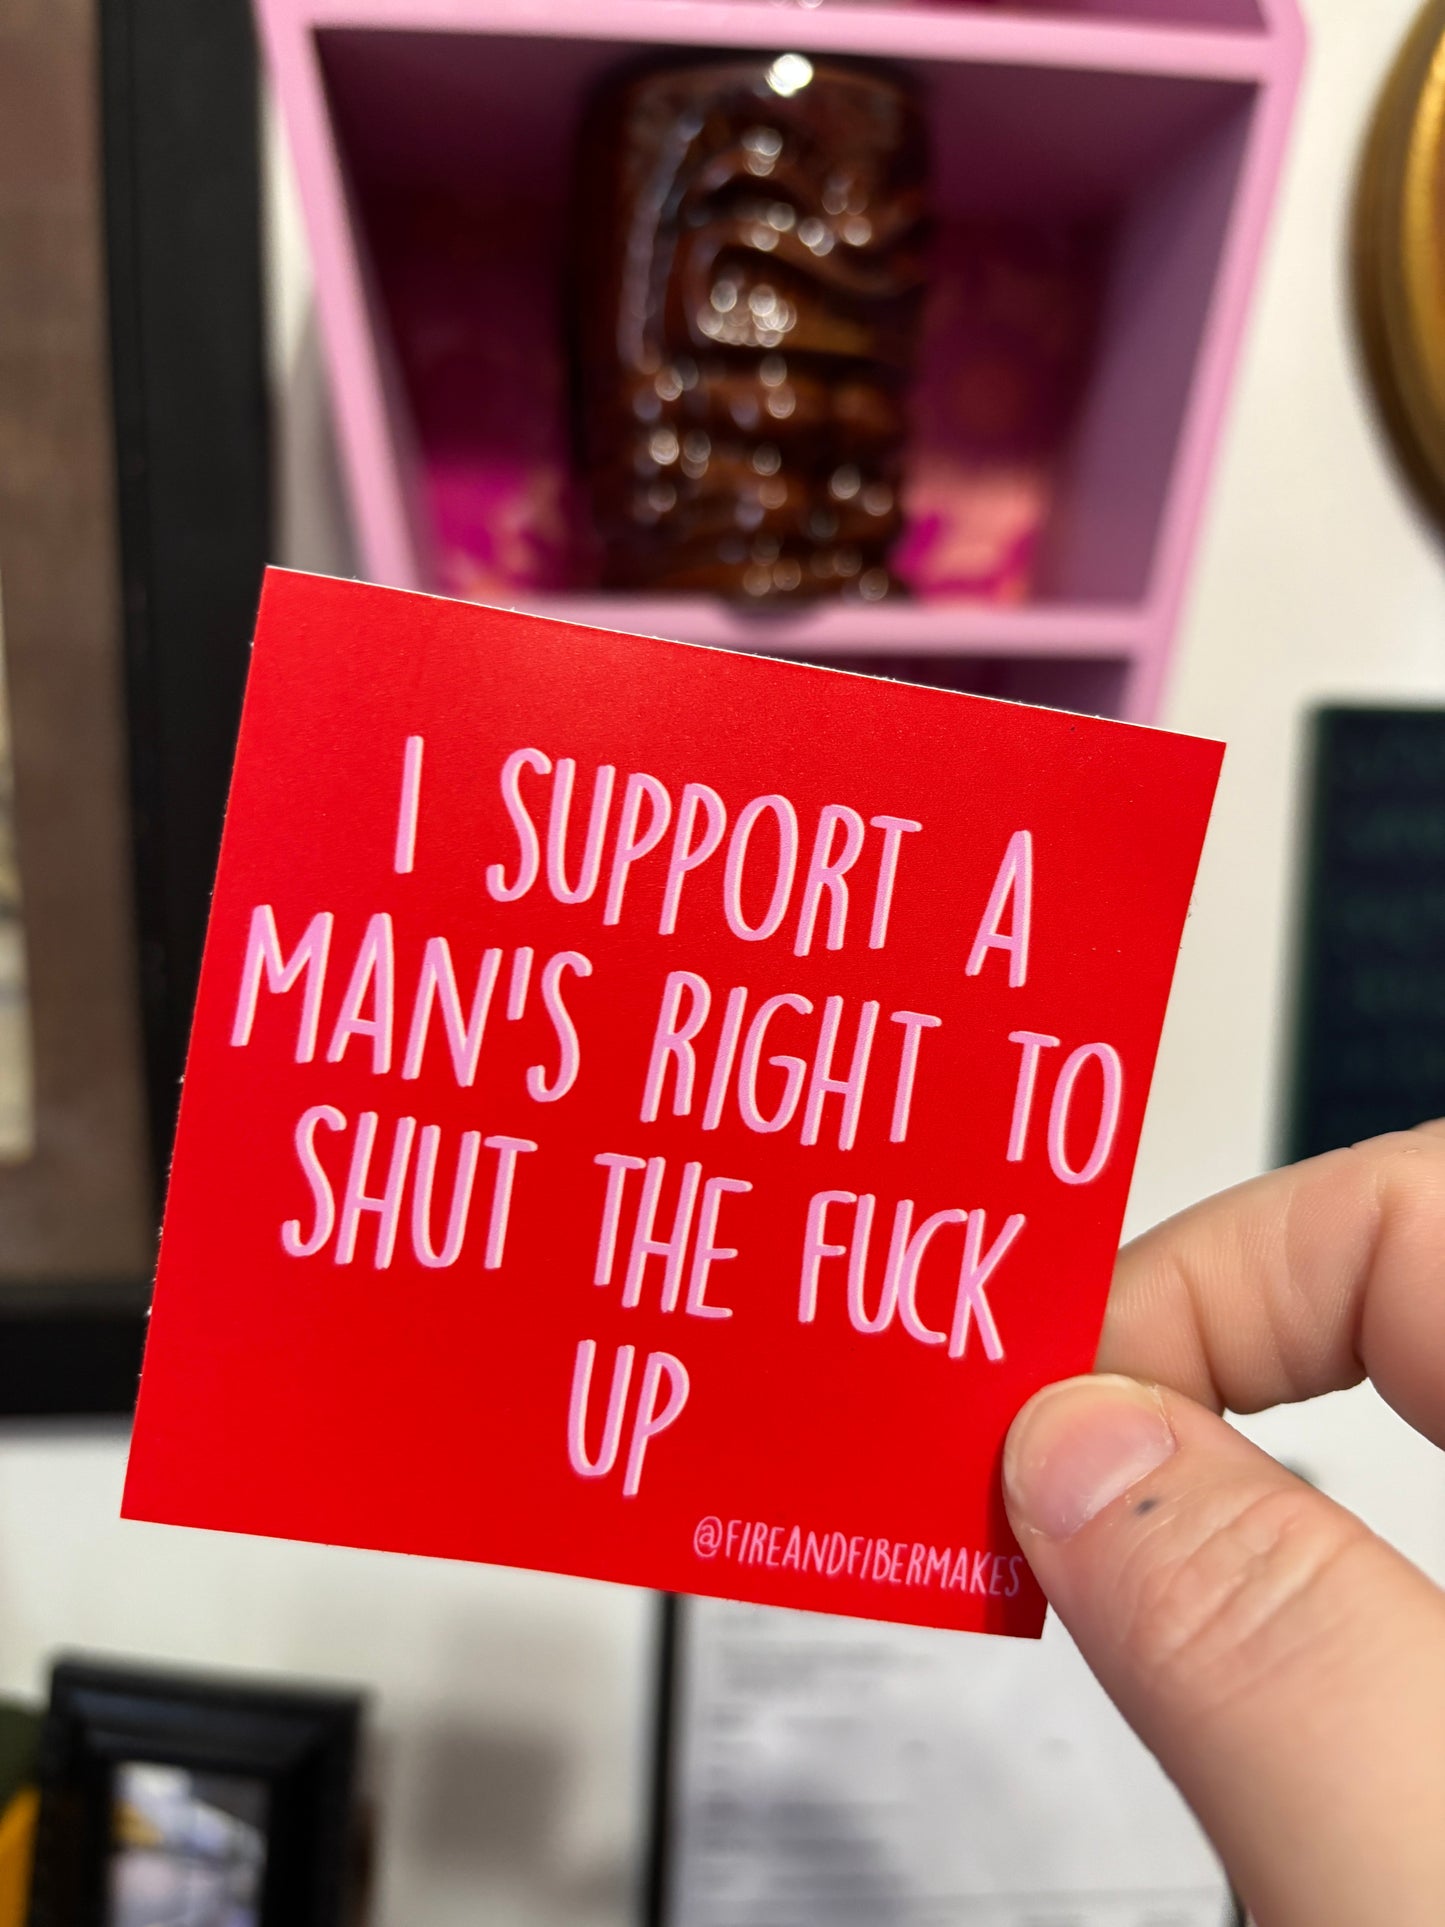 I SUPPORT A
MAN'S RIGHT TO
SHUT THE FUCK
UP
@FIREANDFIBERMAKES